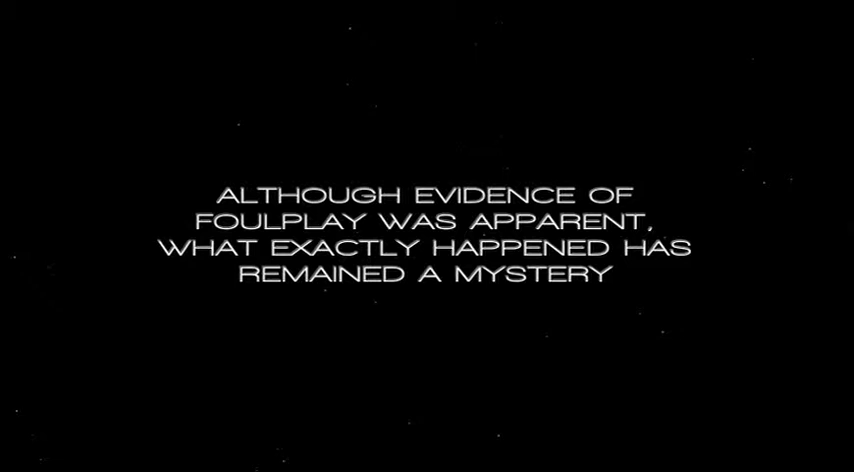 ALTHOUGH EVIDENCE OF
FOULPLAY WAS APPARENT,
WHAT EXACTLY HAPPENED HAS
REMAINED A MYSTERY